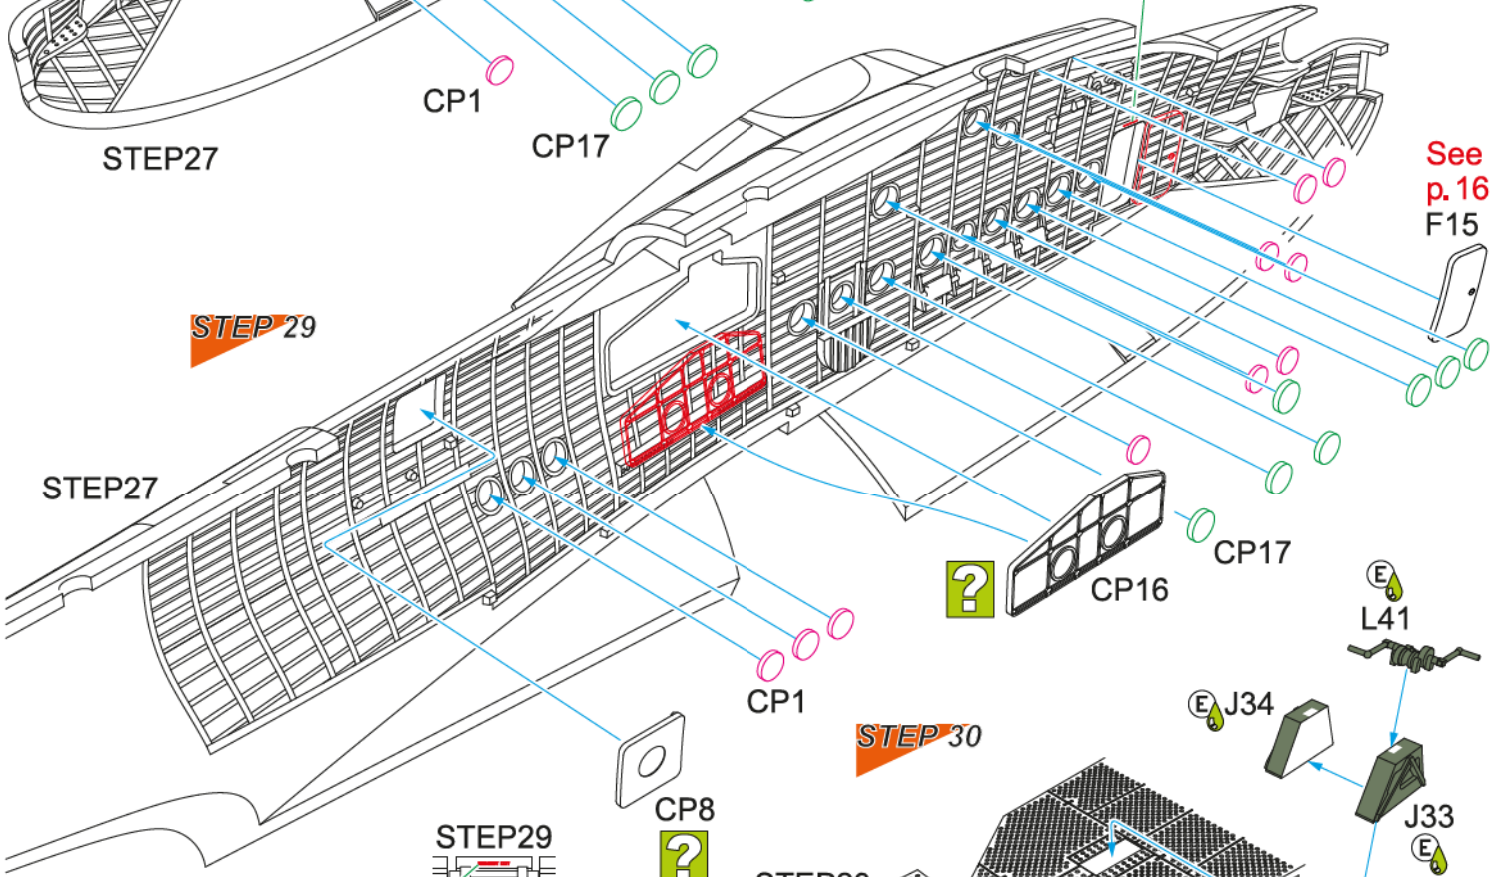 CP1
CP17
STEP27
See
p. 16
F15
STEP 29
STEP27
CP17
CP16
?
E
L41
CP1
E J34
STEP 30
CP8
J33
E
STEP29
?